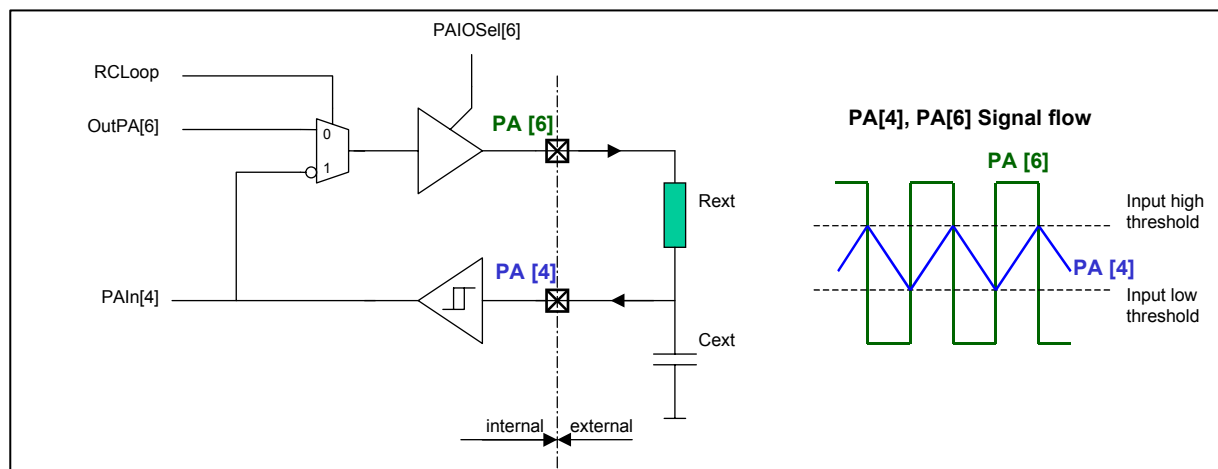 PAIOSel[6]
RCLoop
OutPA[6]
0
1
PA [6]
Rext
PAIn[4]
PA [4]
Cext
internal
external
PA[4], PA[6] Signal flow
PA [6]
Input high
threshold
PA [4]
Input low
threshold